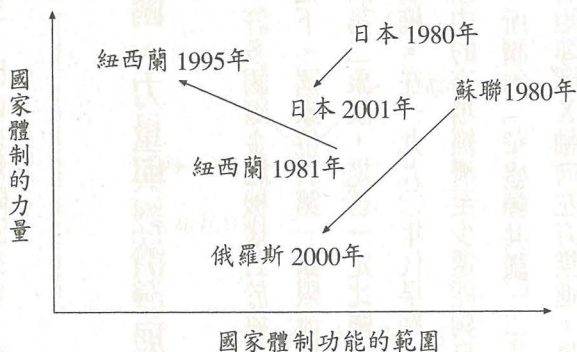 日本 1980年
紐西蘭 1995年
蘇聯1980年
日本 2001年
紐西蘭 1981年
俄羅斯 2000年
國家體制的力量
國家體制功能的範圍